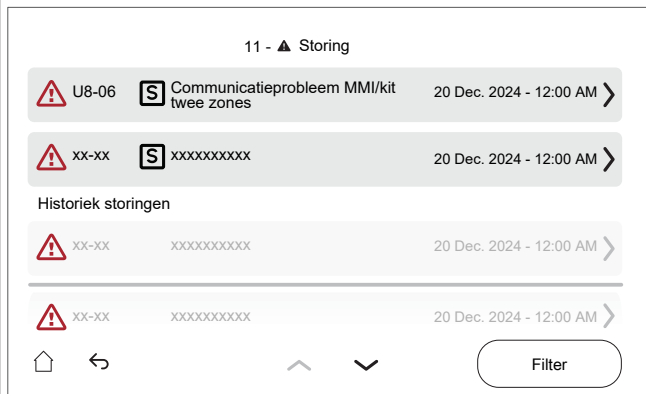 11 - Storing
U8-06 S Communicatieprobleem MMI/kit twee zones 20 Dec. 2024 - 12:00 AM
xx-xx S xxxxxxxxxx 20 Dec. 2024 - 12:00 AM
Historiek storingen
xx-xx xxxxxxxxxx 20 Dec. 2024 - 12:00 AM
xx-xx xxxxxxxxxx 20 Dec. 2024 - 12:00 AM
Filter